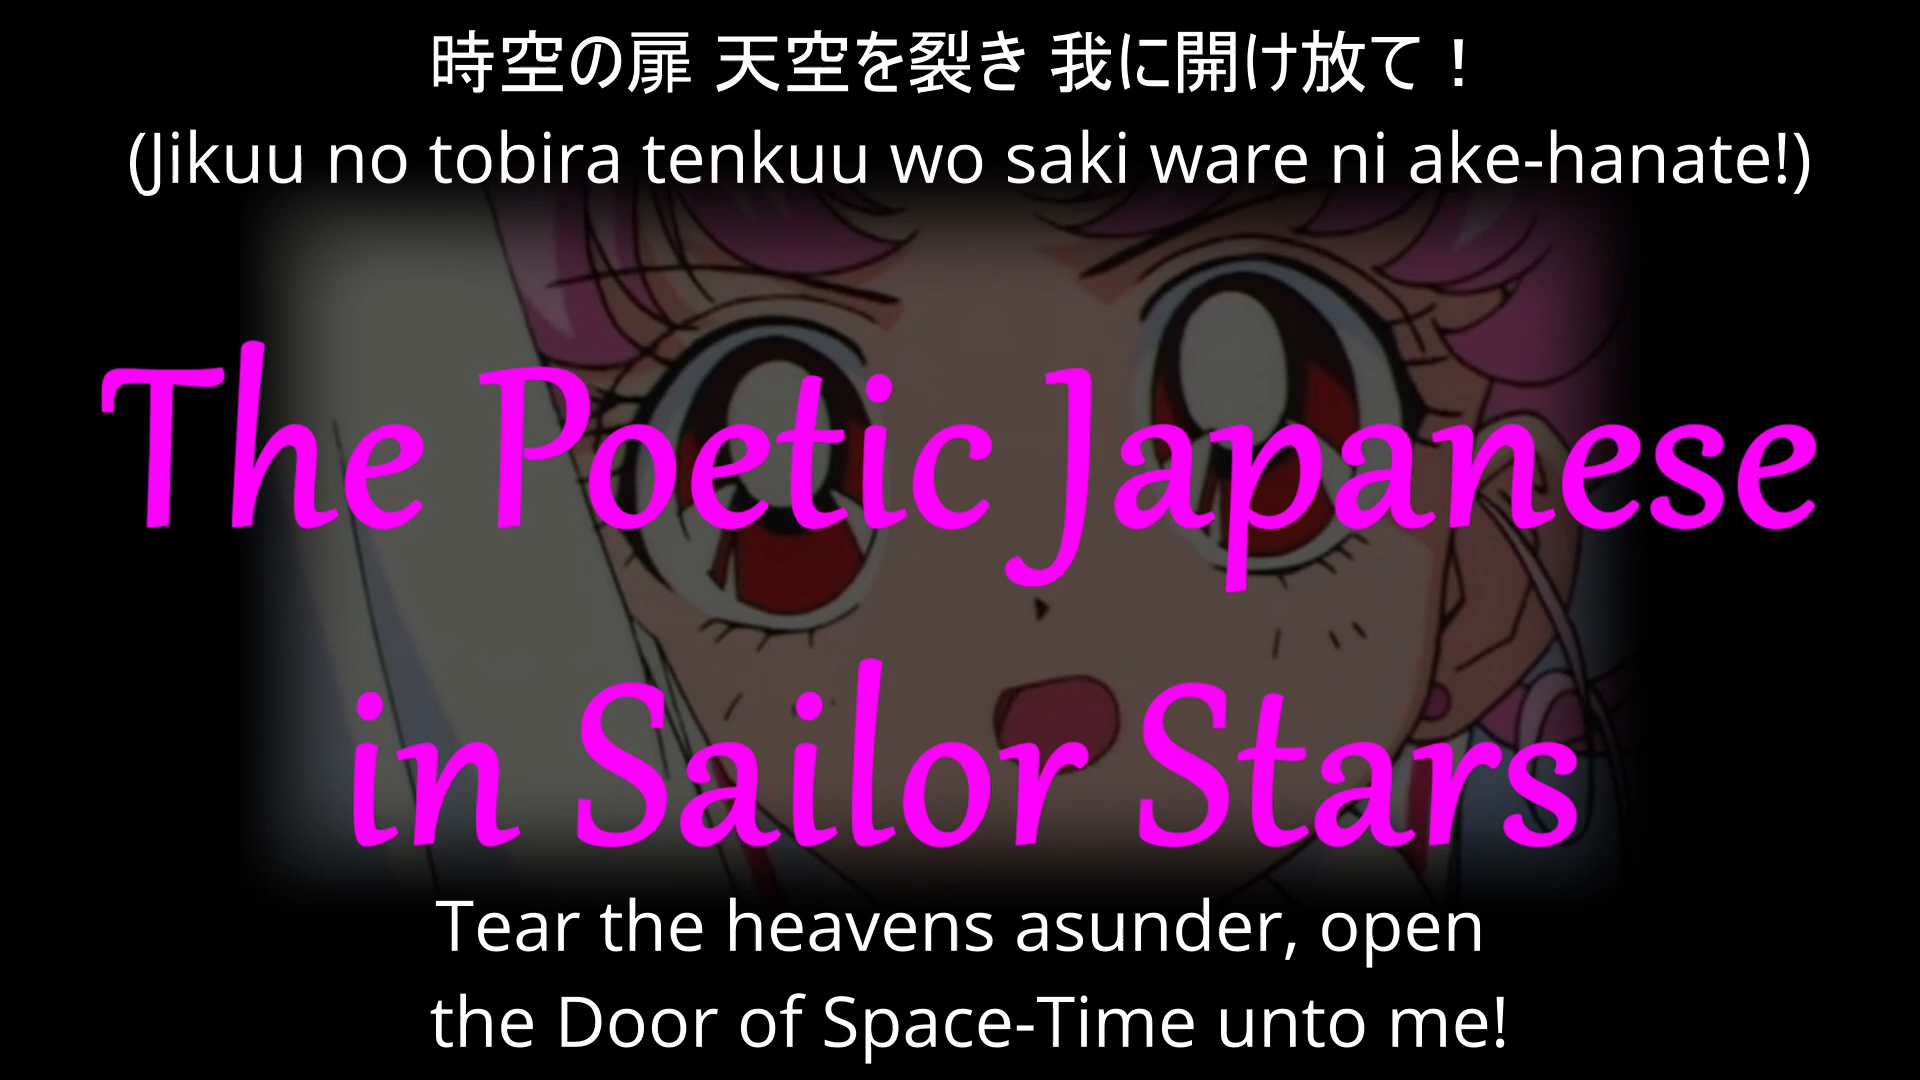 時空の扉 天空を裂き 我に開け放て！
(Jikuu no tobira tenkuu wo saki ware ni ake-hanate!)
The Poetic Japanese
in Sailor Stars
Tear the heavens asunder, open
the Door of Space-Time unto me!